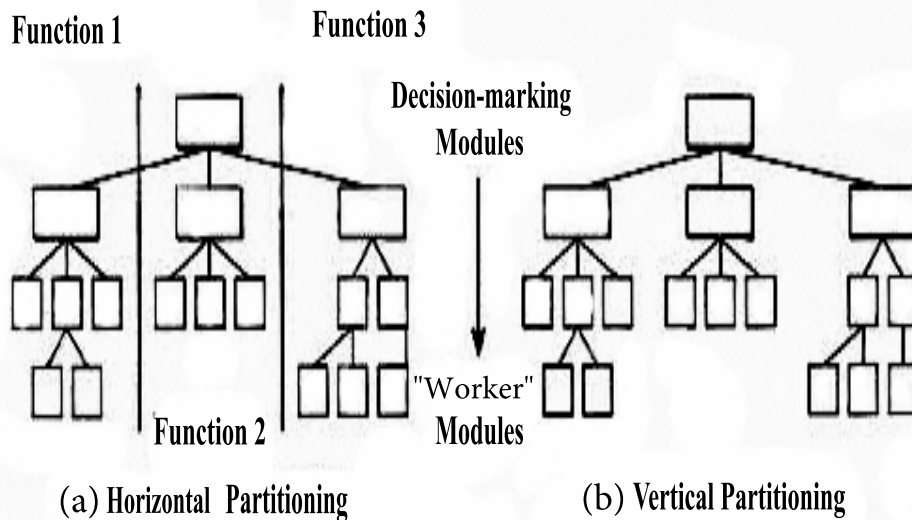 Function 1
Function 3
Decision-marking
Modules
"Worker"
Modules
Function 2
(a) Horizontal Partitioning
(b) Vertical Partitioning